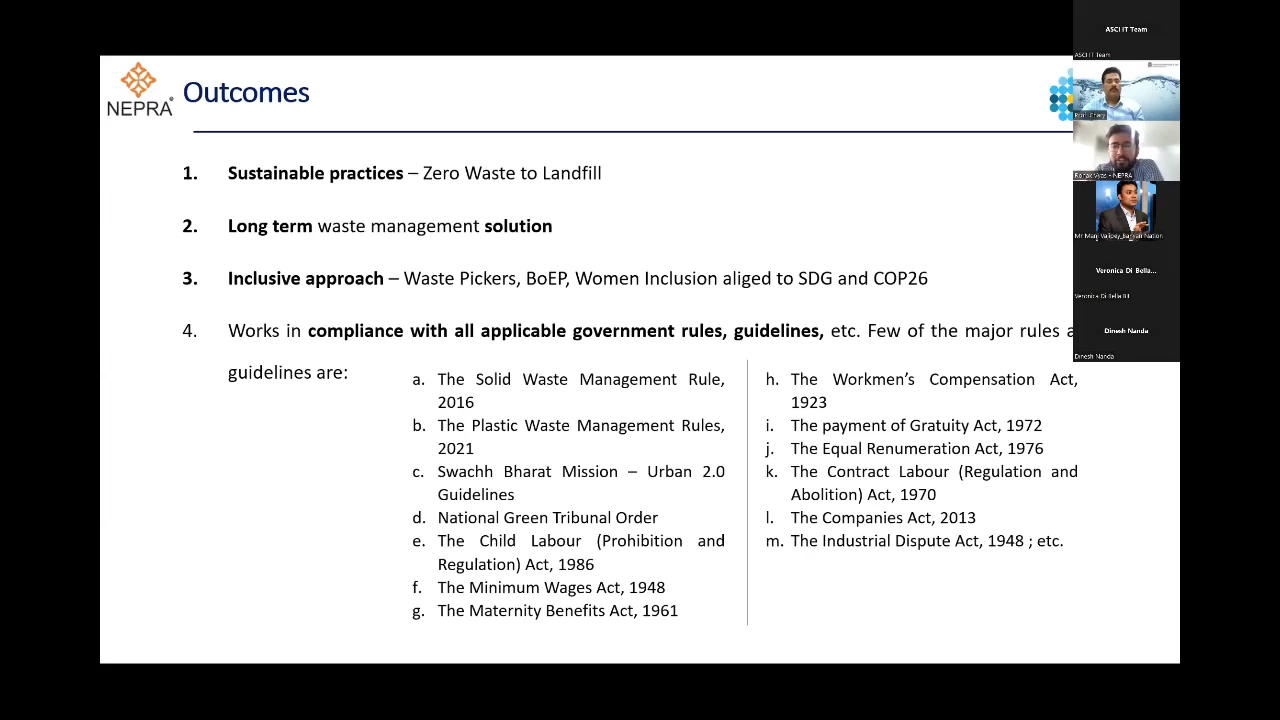 NEPRA
Outcomes
1. Sustainable practices – Zero Waste to Landfill
2. Long term waste management solution
3. Inclusive approach – Waste Pickers, BoEP, Women Inclusion aliged to SDG and COP26
4. Works in compliance with all applicable government rules, guidelines, etc. Few of the major rules
guidelines are:
a. The Solid Waste Management Rule,
2016
b. The Plastic Waste Management Rules,
2021
c. Swachh Bharat Mission – Urban 2.0
Guidelines
d. National Green Tribunal Order
e. The Child Labour (Prohibition and
Regulation) Act, 1986
f. The Minimum Wages Act, 1948
g. The Maternity Benefits Act, 1961
h. The Workmen's Compensation Act,
1923
i. The payment of Gratuity Act, 1972
j. The Equal Renumeration Act, 1976
k. The Contract Labour (Regulation and
Abolition) Act, 1970
l. The Companies Act, 2013
m. The Industrial Dispute Act, 1948 ; etc.
ASCI IT Team
ASCI IT Team
Prof. Chary
Ronak Vyas - NEPRA
Mr Mani Vajipey_Banyan Nation
Veronica Di Bella...
Veronica Di Bella
Dinesh Nanda
Dinesh Nanda